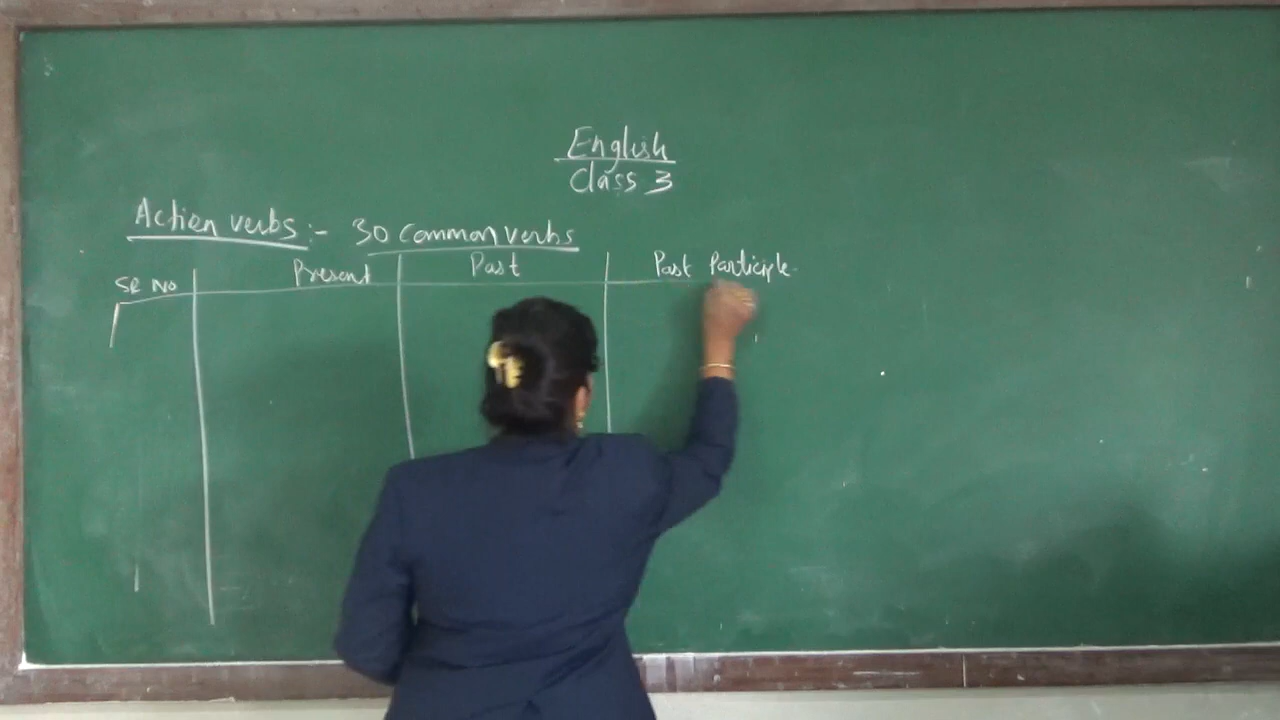 English
Class 3
Action verbs :- 30 Common verbs
SR No Present Past Past Participle